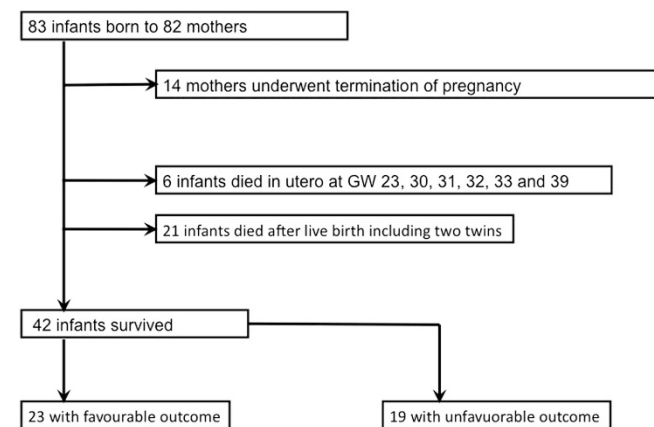 83 infants born to 82 mothers
14 mothers underwent termination of pregnancy
6 infants died in utero at GW 23, 30, 31, 32, 33 and 39
21 infants died after live birth including two twins
42 infants survived
23 with favourable outcome
19 with unfavuorable outcome